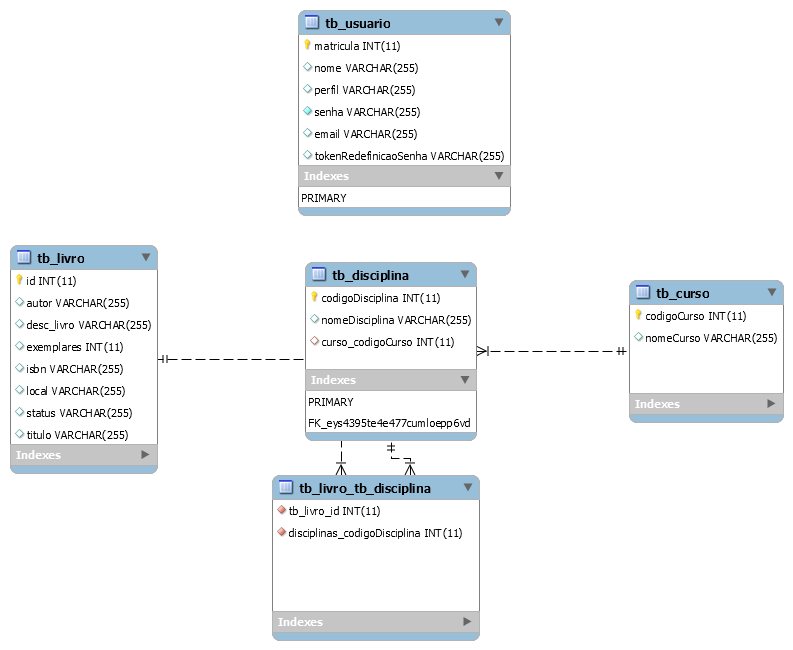 tb_usuario
matricula INT(11)
nome VARCHAR(255)
perfil VARCHAR(255)
senha VARCHAR(255)
email VARCHAR(255)
tokenRedefinicaoSenha VARCHAR(255)
Indexes
PRIMARY
tb_livro
id INT(11)
autor VARCHAR(255)
desc_livro VARCHAR(255)
exemplares INT(11)
isbn VARCHAR(255)
local VARCHAR(255)
status VARCHAR(255)
titulo VARCHAR(255)
Indexes
tb_disciplina
codigoDisciplina INT(11)
nomeDisciplina VARCHAR(255)
curso_codigoCurso INT(11)
Indexes
PRIMARY
FK_eys4395te4e477cumloepp6vd
tb_curso
codigoCurso INT(11)
nomeCurso VARCHAR(255)
Indexes
tb_livro_tb_disciplina
tb_livro_id INT(11)
disciplinas_codigoDisciplina INT(11)
Indexes